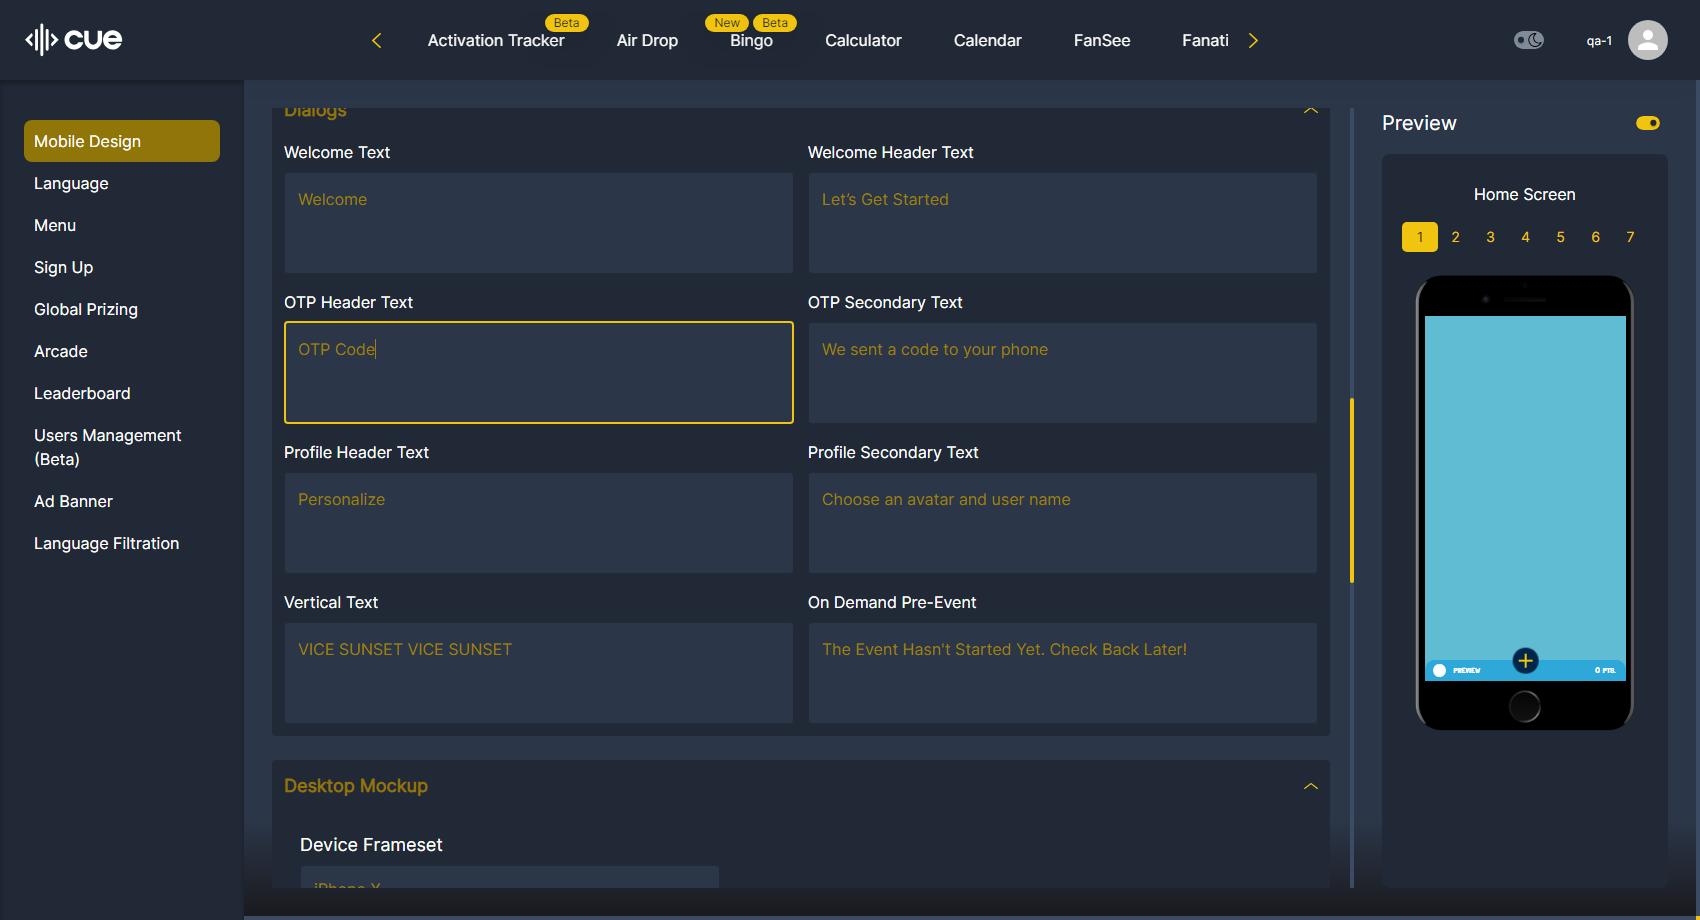 cue
Activation Tracker
Beta
Air Drop
New
Beta
Bingo
Calculator
Calendar
FanSee
Fanati
qa-1
Mobile Design
Language
Menu
Sign Up
Global Prizing
Arcade
Leaderboard
Users Management
(Beta)
Ad Banner
Language Filtration
Dialogs
Welcome Text
Welcome
Welcome Header Text
Let’s Get Started
OTP Header Text
OTP Code
OTP Secondary Text
We sent a code to your phone
Profile Header Text
Personalize
Profile Secondary Text
Choose an avatar and user name
Vertical Text
VICE SUNSET VICE SUNSET
On Demand Pre-Event
The Event Hasn't Started Yet. Check Back Later!
Desktop Mockup
Device Frameset
iPhone X
Preview
Home Screen
1 2 3 4 5 6 7
PREVIEW
0 PTS.